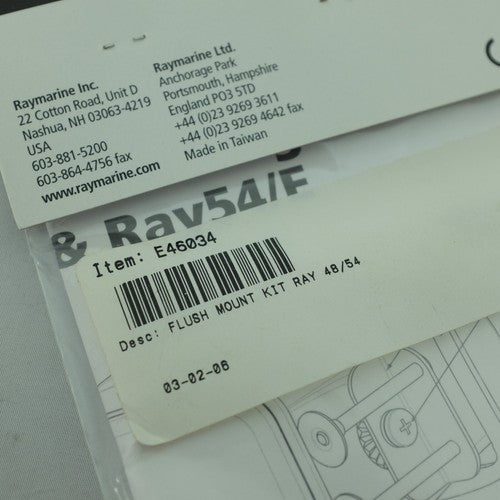 Raymarine Inc.
22 Cotton Road, Unit D
Nashua, NH 03063-4219
USA
603-881-5200
603-864-4756 fax
www.raymarine.com
Raymarine Ltd.
Anchorage Park
Portsmouth, Hampshire
England PO3 5TD
+44 (0)23 9269 3611
+44 (0)23 9269 4642 fax
Made in Taiwan
& Ray54/E
Item: E46034
Desc: FLUSH MOUNT KIT RAY 48/54
03-02-06